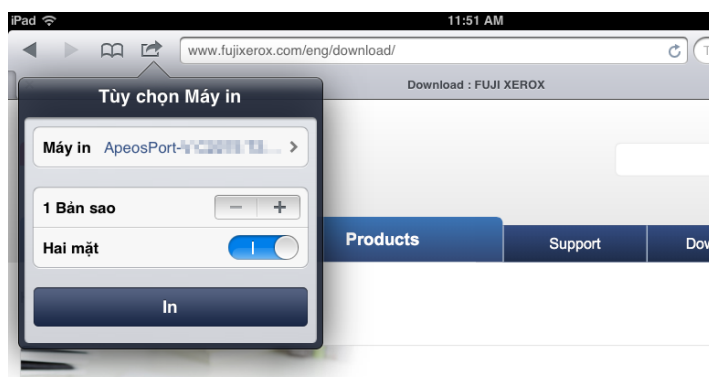 iPad 11:51 AM
www.fujixerox.com/eng/download/
Download : FUJI XEROX
Tùy chọn Máy in
Máy in ApeosPort-
1 Bản sao
Hai mặt
In
Products Support